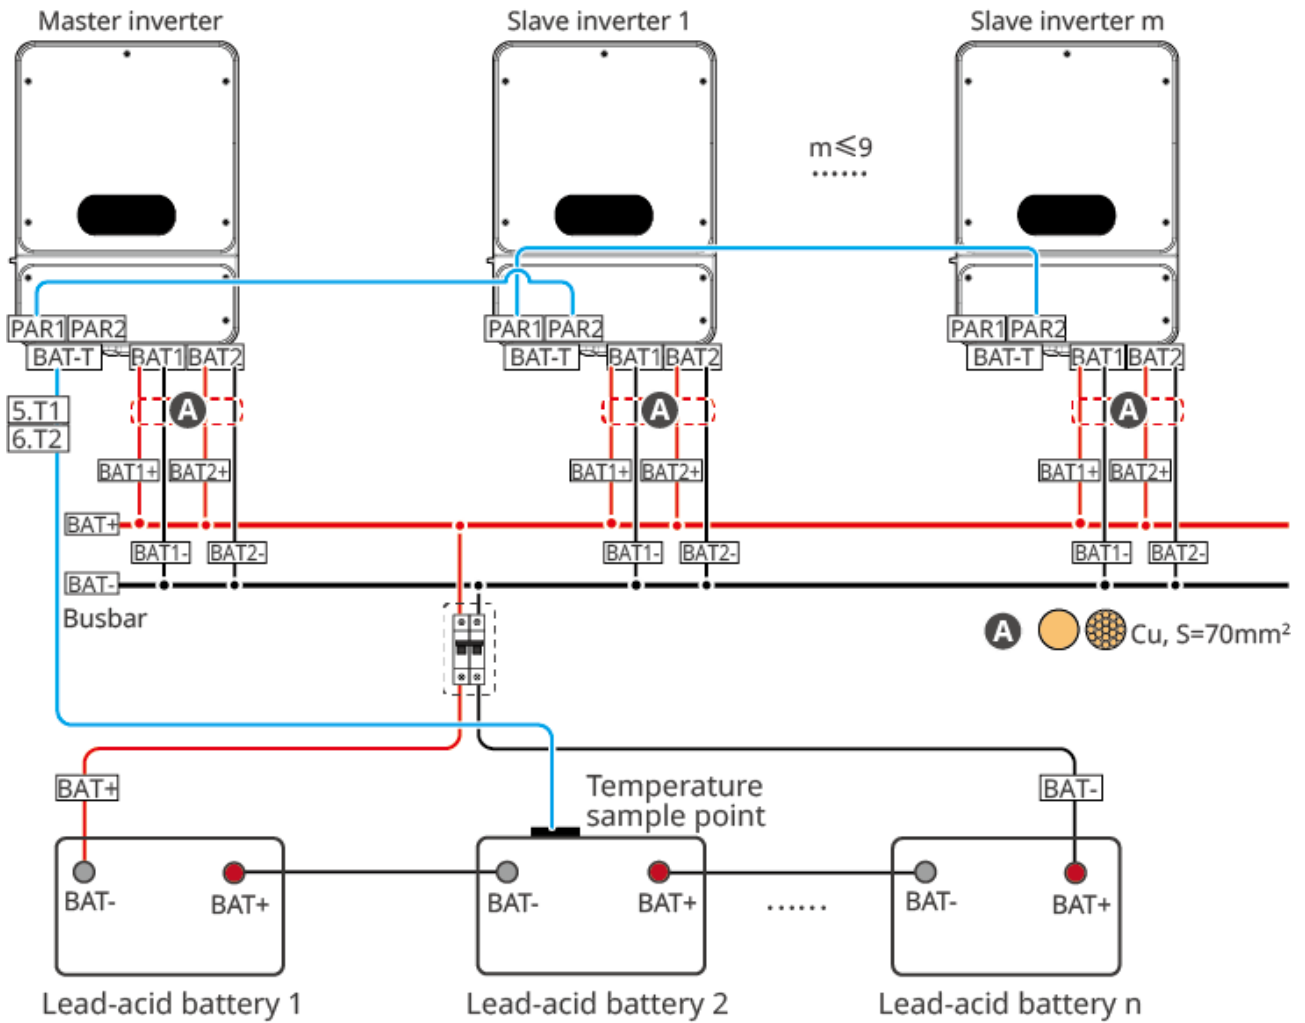 Master inverter
Slave inverter 1
Slave inverter m
m≤9
......
PAR1 PAR2
PAR1 PAR2
PAR1 PAR2
BAT-T BAT1 BAT2
BAT-T BAT1 BAT2
BAT-T BAT1 BAT2
5.T1
6.T2
A
A
A
BAT1+ BAT2+
BAT1+ BAT2+
BAT1+ BAT2+
BAT+
BAT1- BAT2-
BAT1- BAT2-
BAT1- BAT2-
BAT-
Busbar
A Cu, S=70mm²
BAT+
Temperature
sample point
BAT-
BAT- BAT+
BAT- BAT+
......
BAT- BAT+
Lead-acid battery 1
Lead-acid battery 2
Lead-acid battery n